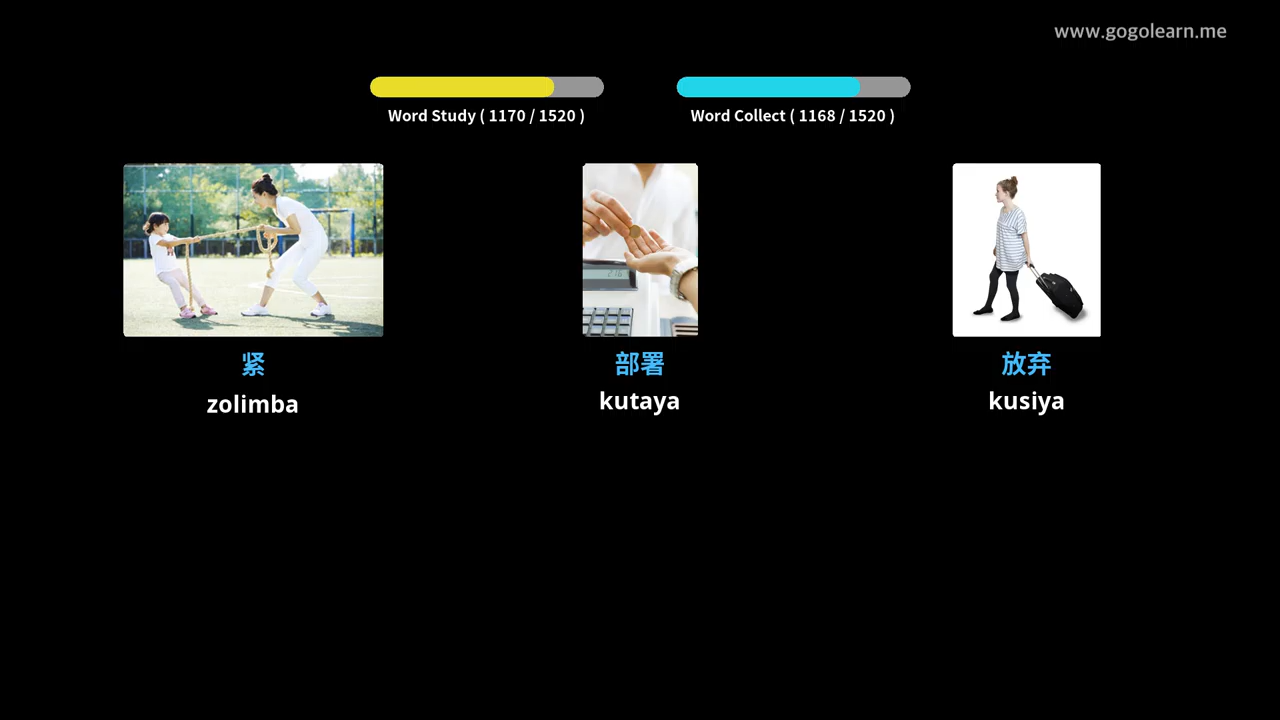 www.gogolearn.me
Word Study ( 1170 / 1520 )
Word Collect ( 1168 / 1520 )
紧
部署
放弃
zolimba
kutaya
kusiya